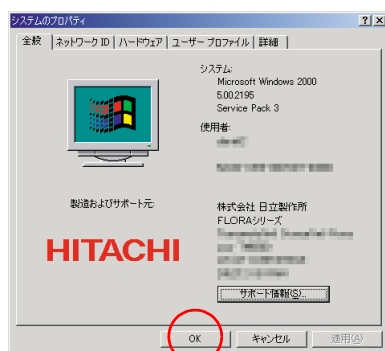 システムのプロパティ
全般 ネットワーク ID ハードウェア ユーザー プロファイル 詳細
システム:
Microsoft Windows 2000
5.00.2195
Service Pack 3
使用者:
製造およびサポート元:
株式会社 日立製作所
FLORAシリーズ
HITACHI
サポート情報(S)...
OK キャンセル 適用(A)